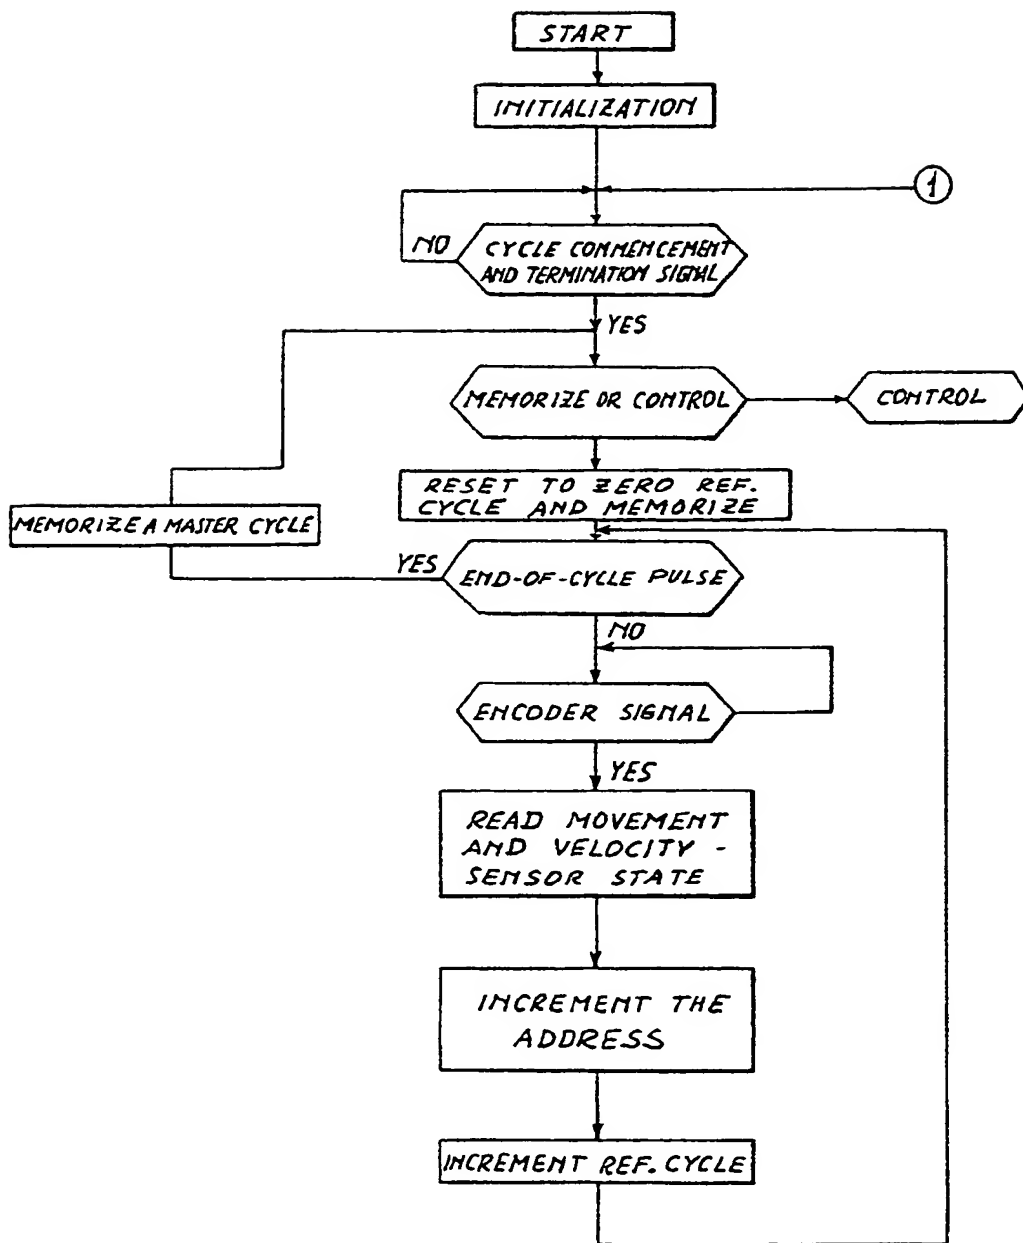 START
INITIALIZATION
1
NO
CYCLE COMMENCEMENT
AND TERMINATION SIGNAL
YES
MEMORIZE OR CONTROL
CONTROL
RESET TO ZERO REF.
CYCLE AND MEMORIZE
MEMORIZE A MASTER CYCLE
YES
END-OF-CYCLE PULSE
NO
ENCODER SIGNAL
YES
READ MOVEMENT
AND VELOCITY -
SENSOR STATE
INCREMENT THE
ADDRESS
INCREMENT REF. CYCLE